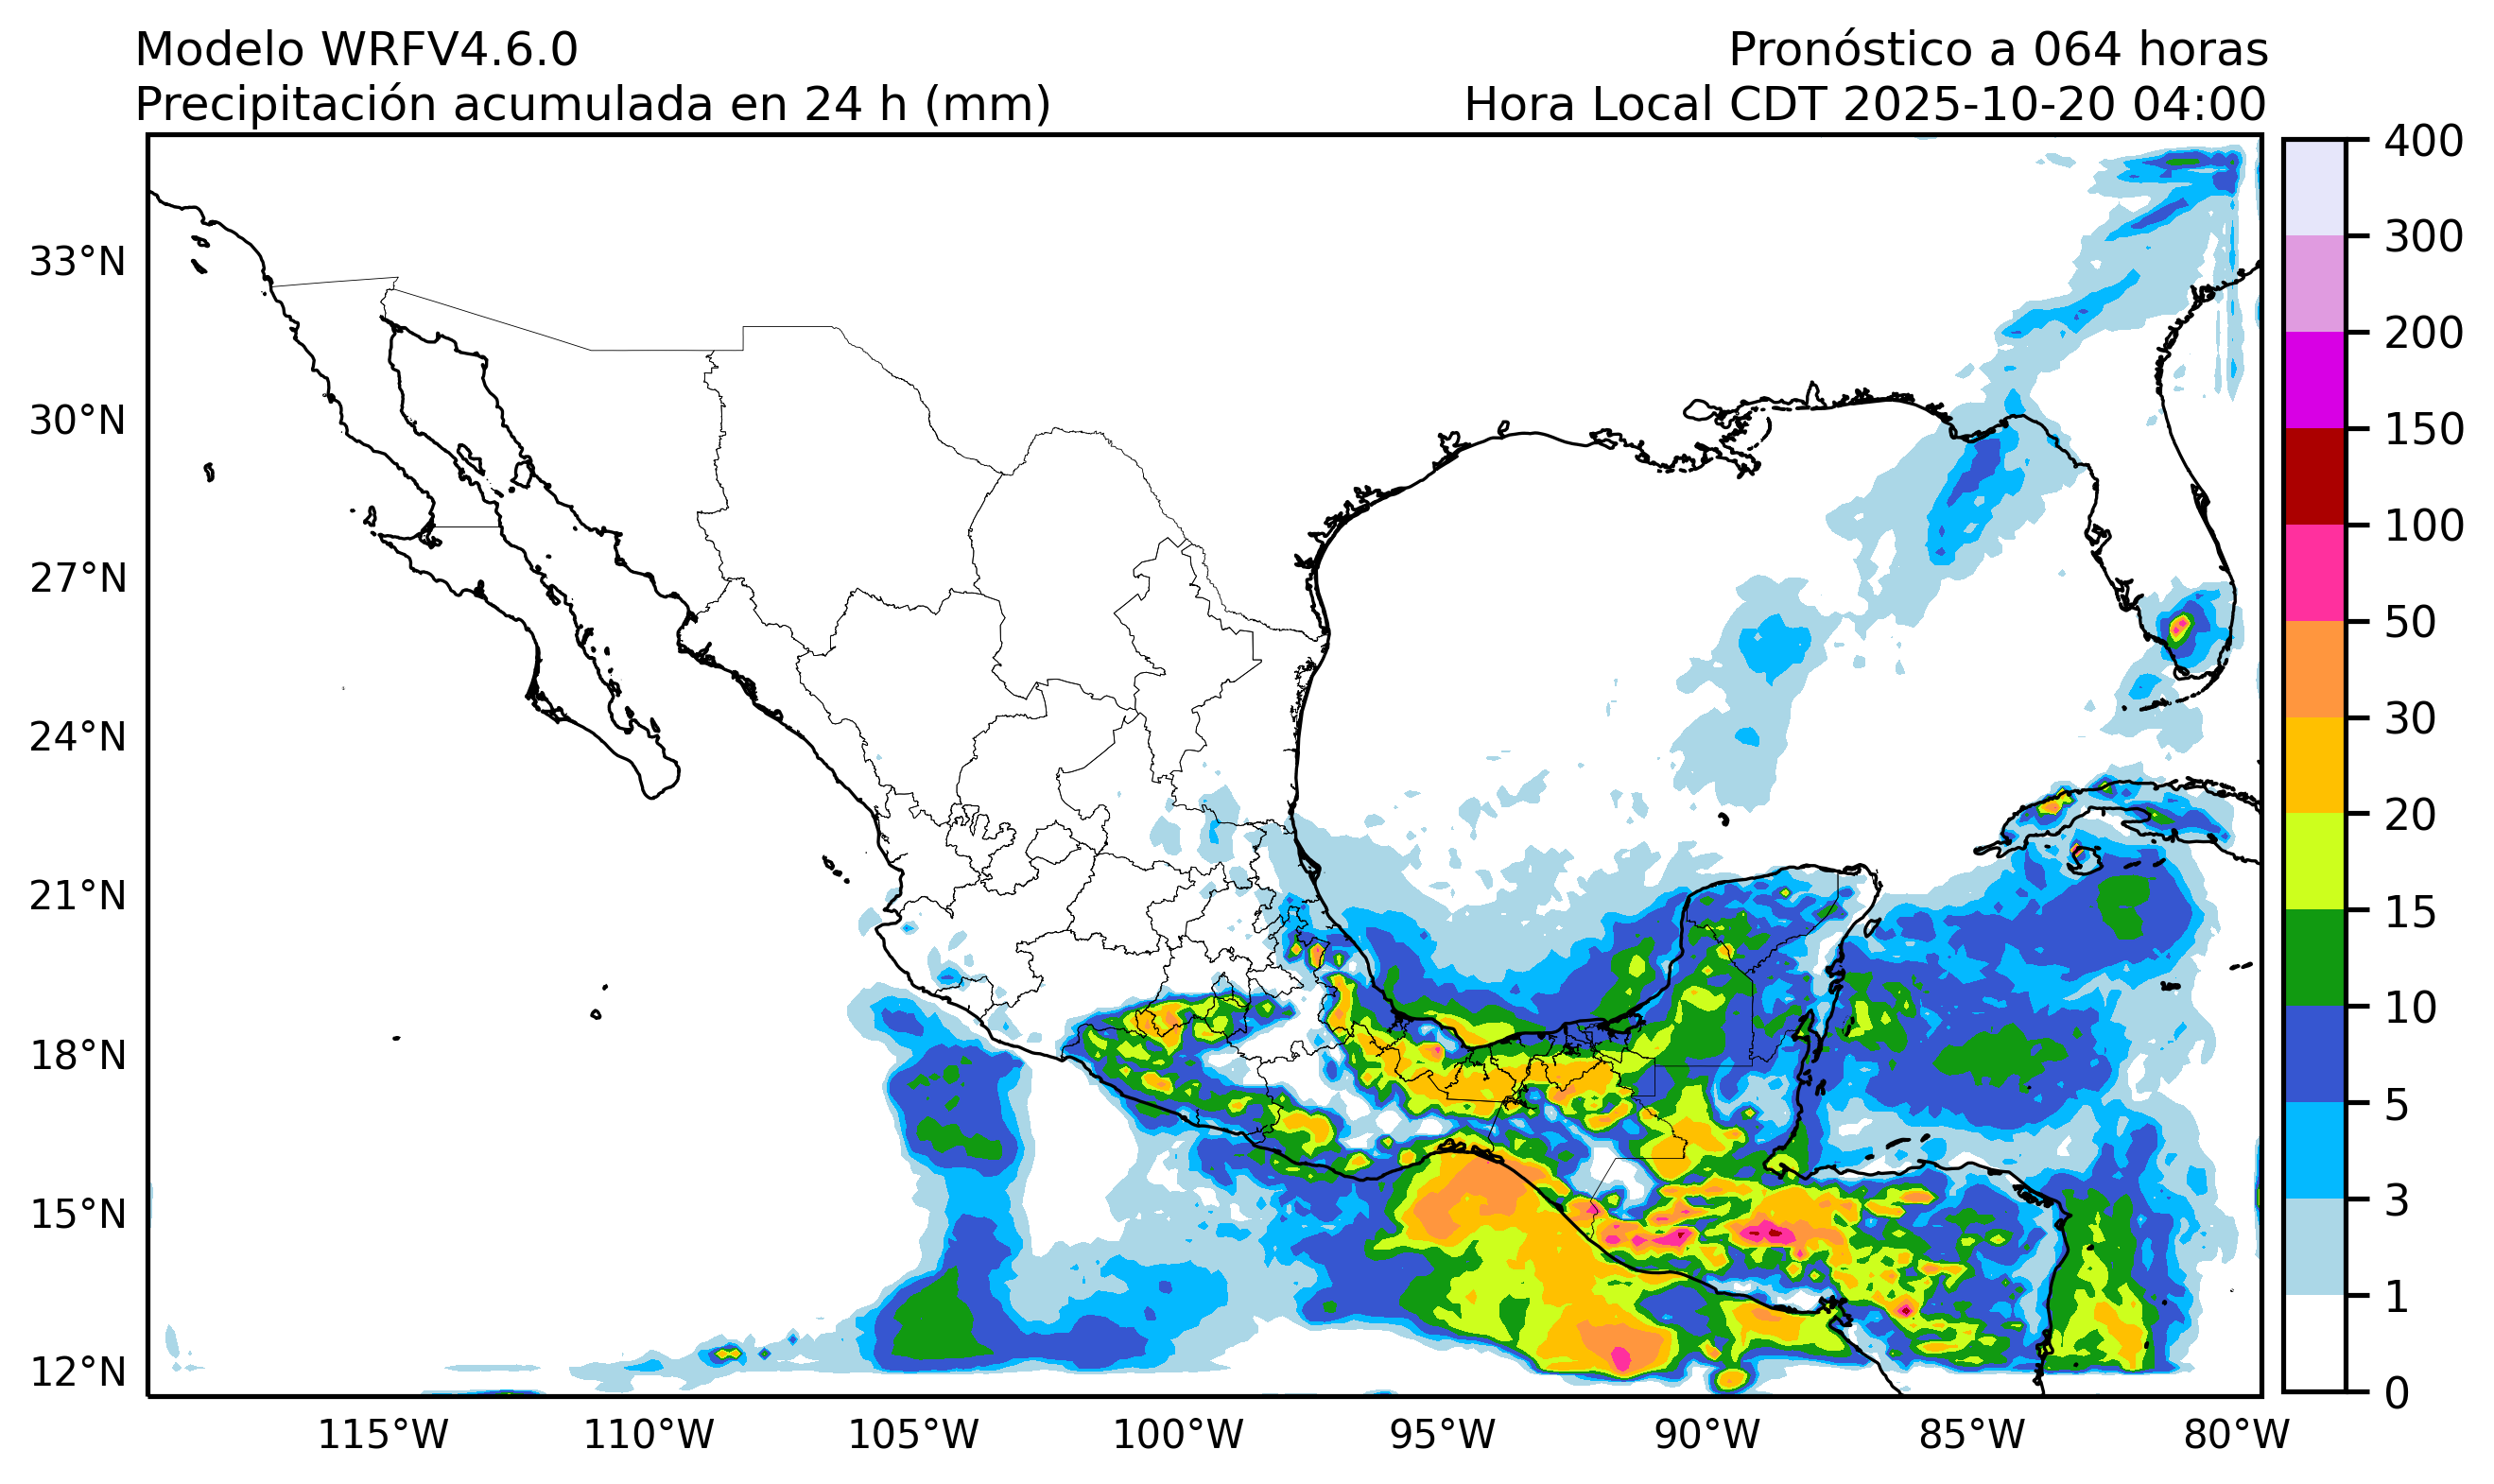 Modelo WRFV4.6.0
Pronóstico a 064 horas
Precipitación acumulada en 24 h (mm)
Hora Local CDT 2025-10-20 04:00
33°N
30°N
27°N
24°N
21°N
18°N
15°N
12°N
115°W
110°W
105°W
100°W
95°W
90°W
85°W
80°W
400
300
200
150
100
50
30
20
15
10
5
3
1
0